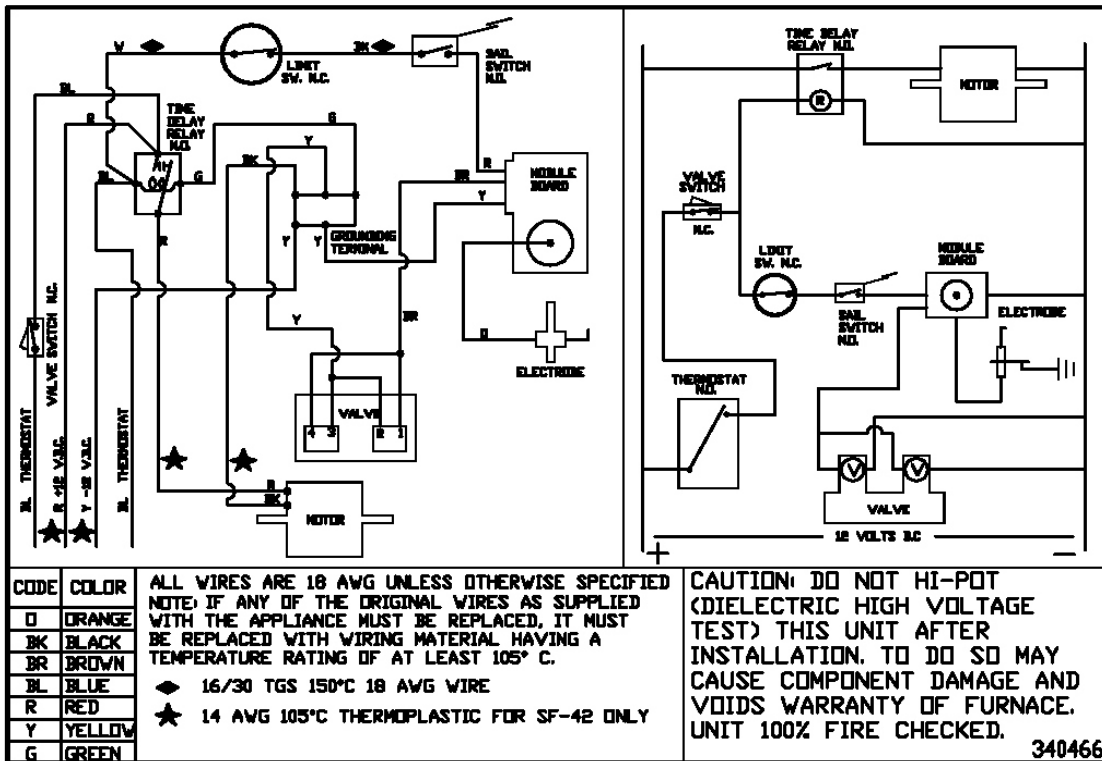 W
BK
LIMIT
SW. N.C.
SAIL
SWITCH
N.O.
BL
R
TIME
DELAY
RELAY
N.O.
G
Y
BK
BL
G
R
BR
Y
R
MODULE
BOARD
Y
Y
GROUNDING
TERMINAL
Y
BR
O
ELECTRODE
VALVE
4
3
2
1
R
BK
MOTOR
BL THERMOSTAT
VALVE SWITCH N.C.
R +12 V.D.C.
Y -12 V.D.C.
BL THERMOSTAT
TIME DELAY
RELAY N.O.
R
MOTOR
VALVE
SWITCH
N.C.
LIMIT
SW. N.C.
SAIL
SWITCH
N.O.
MODULE
BOARD
ELECTRODE
THERMOSTAT
N.O.
V
V
VALVE
12 VOLTS DC
+
-
CODE COLOR
O ORANGE
BK BLACK
BR BROWN
BL BLUE
R RED
Y YELLOW
G GREEN
ALL WIRES ARE 18 AWG UNLESS OTHERWISE SPECIFIED
NOTE: IF ANY OF THE ORIGINAL WIRES AS SUPPLIED
WITH THE APPLIANCE MUST BE REPLACED, IT MUST
BE REPLACED WITH WIRING MATERIAL HAVING A
TEMPERATURE RATING OF AT LEAST 105° C.
16/30 TGS 150°C 18 AWG WIRE
14 AWG 105°C THERMOPLASTIC FOR SF-42 ONLY
CAUTION: DO NOT HI-POT
(DIELECTRIC HIGH VOLTAGE
TEST) THIS UNIT AFTER
INSTALLATION. TO DO SO MAY
CAUSE COMPONENT DAMAGE AND
VOIDS WARRANTY OF FURNACE.
UNIT 100% FIRE CHECKED.
340466